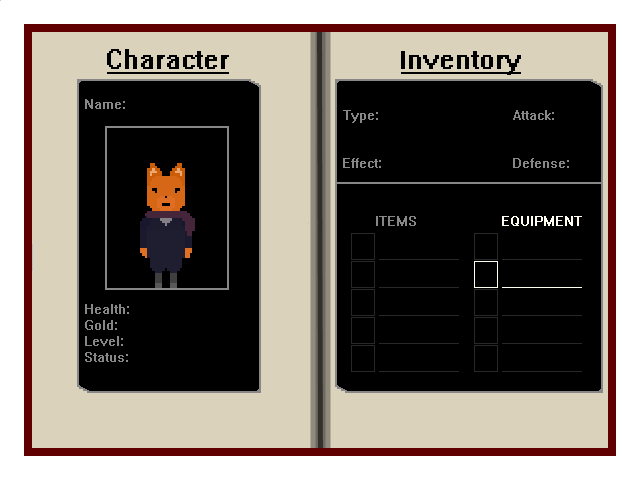 Character
Name:
Health:
Gold:
Level:
Status:
Inventory
Type: Attack:
Effect: Defense:
ITEMS EQUIPMENT